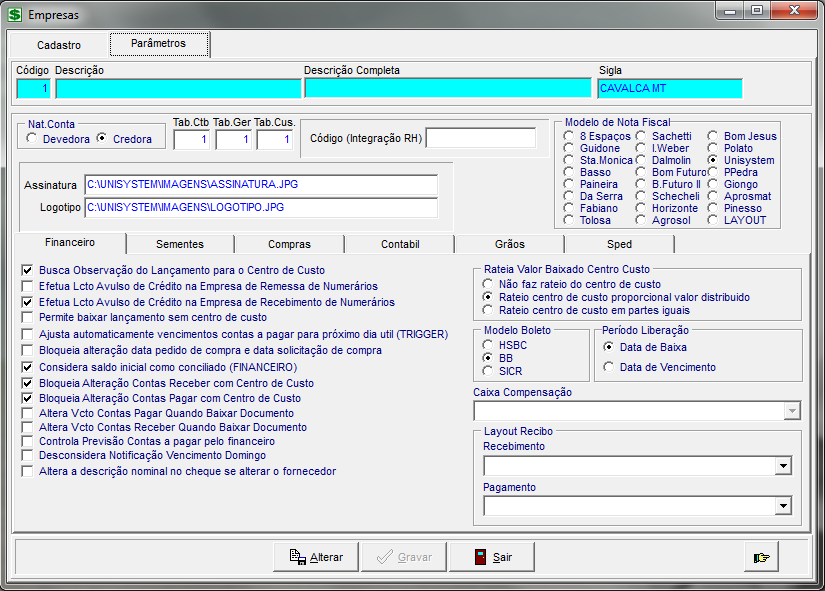 Empresas
Cadastro Parâmetros
Código Descrição Descrição Completa Sigla
1 CAVALCA MT
Nat.Conta
Devedora Credora
Tab.Ctb Tab.Ger Tab.Cus.
1 1 1
Código (Integração RH)
Modelo de Nota Fiscal
8 Espaços Sachetti Bom Jesus
Guidone I.Weber Polato
Sta.Monica Dalmolin Unisystem
Basso Bom Futuro PPedra
Paineira B.Futuro II Giongo
Da Serra Schecheli Aprosmat
Fabiano Horizonte Pinesso
Tolosa Agrosol LAYOUT
Assinatura C:\UNISYSTEM\IMAGENS\ASSINATURA.JPG
Logotipo C:\UNISYSTEM\IMAGENS\LOGOTIPO.JPG
Financeiro Sementes Compras Contabil Grãos Sped
Busca Observação do Lançamento para o Centro de Custo
Efetua Lcto Avulso de Crédito na Empresa de Remessa de Numerários
Efetua Lcto Avulso de Crédito na Empresa de Recebimento de Numerários
Permite baixar lançamento sem centro de custo
Ajusta automaticamente vencimentos contas a pagar para próximo dia util (TRIGGER)
Bloqueia alteração data pedido de compra e data solicitação de compra
Considera saldo inicial como conciliado (FINANCEIRO)
Bloqueia Alteração Contas Receber com Centro de Custo
Bloqueia Alteração Contas Pagar com Centro de Custo
Altera Vcto Contas Pagar Quando Baixar Documento
Altera Vcto Contas Receber Quando Baixar Documento
Controla Previsão Contas a pagar pelo financeiro
Desconsidera Notificação Vencimento Domingo
Altera a descrição nominal no cheque se alterar o fornecedor
Rateia Valor Baixado Centro Custo
Não faz rateio do centro de custo
Rateio centro de custo proporcional valor distribuido
Rateio centro de custo em partes iguais
Modelo Boleto
HSBC
BB
SICR
Período Liberação
Data de Baixa
Data de Vencimento
Caixa Compensação
Layout Recibo
Recebimento
Pagamento
Alterar Gravar Sair